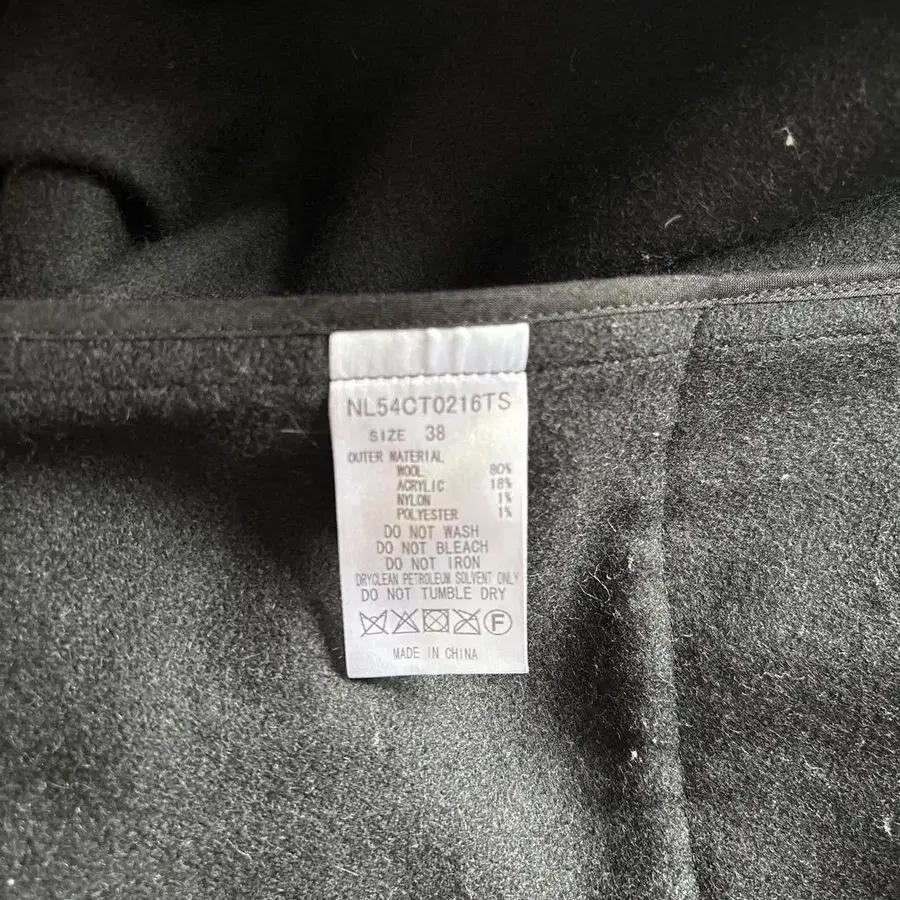 NL54CT0216TS
SIZE 38
OUTER MATERIAL
WOOL 80%
ACRYLIC 18%
NYLON 1%
POLYESTER 1%
DO NOT WASH
DO NOT BLEACH
DO NOT IRON
DRYCLEAN PETROLEUM SOLVENT ONLY
DO NOT TUMBLE DRY
F
MADE IN CHINA